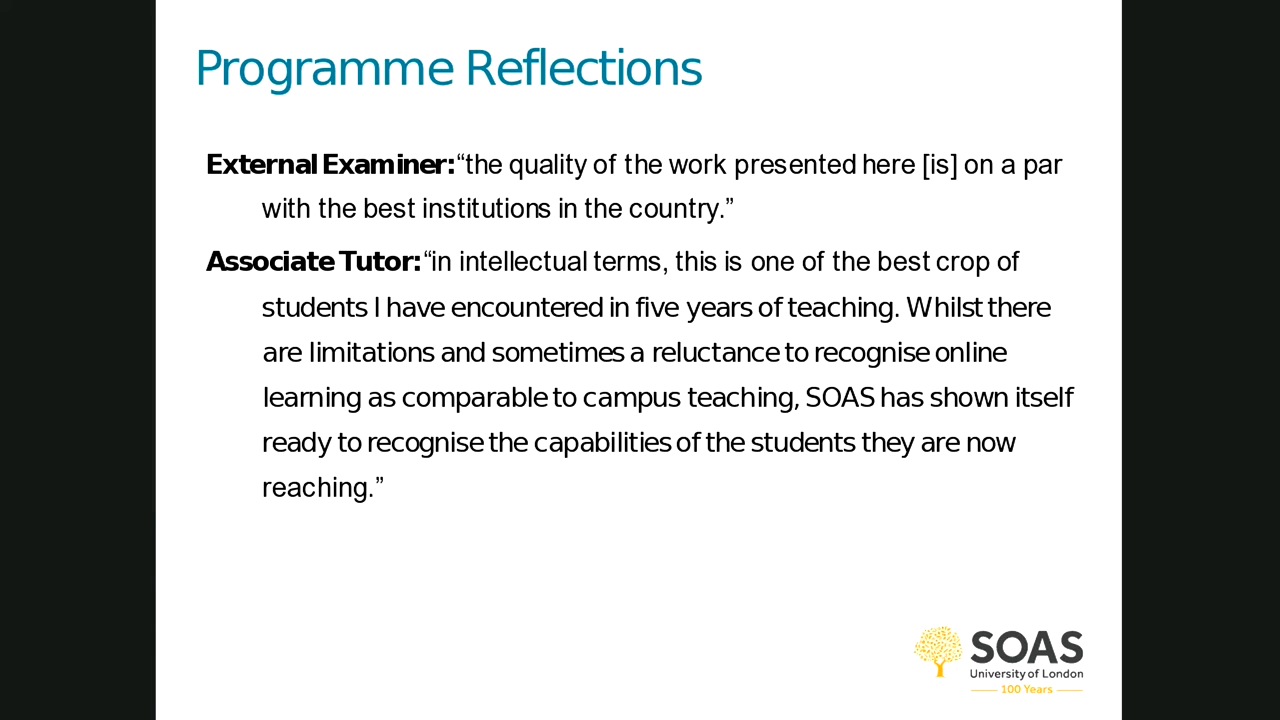 Programme Reflections
External Examiner: “the quality of the work presented here [is] on a par
with the best institutions in the country.”
Associate Tutor: “in intellectual terms, this is one of the best crop of
students I have encountered in five years of teaching. Whilst there
are limitations and sometimes a reluctance to recognise online
learning as comparable to campus teaching, SOAS has shown itself
ready to recognise the capabilities of the students they are now
reaching.”
SOAS
University of London
100 Years